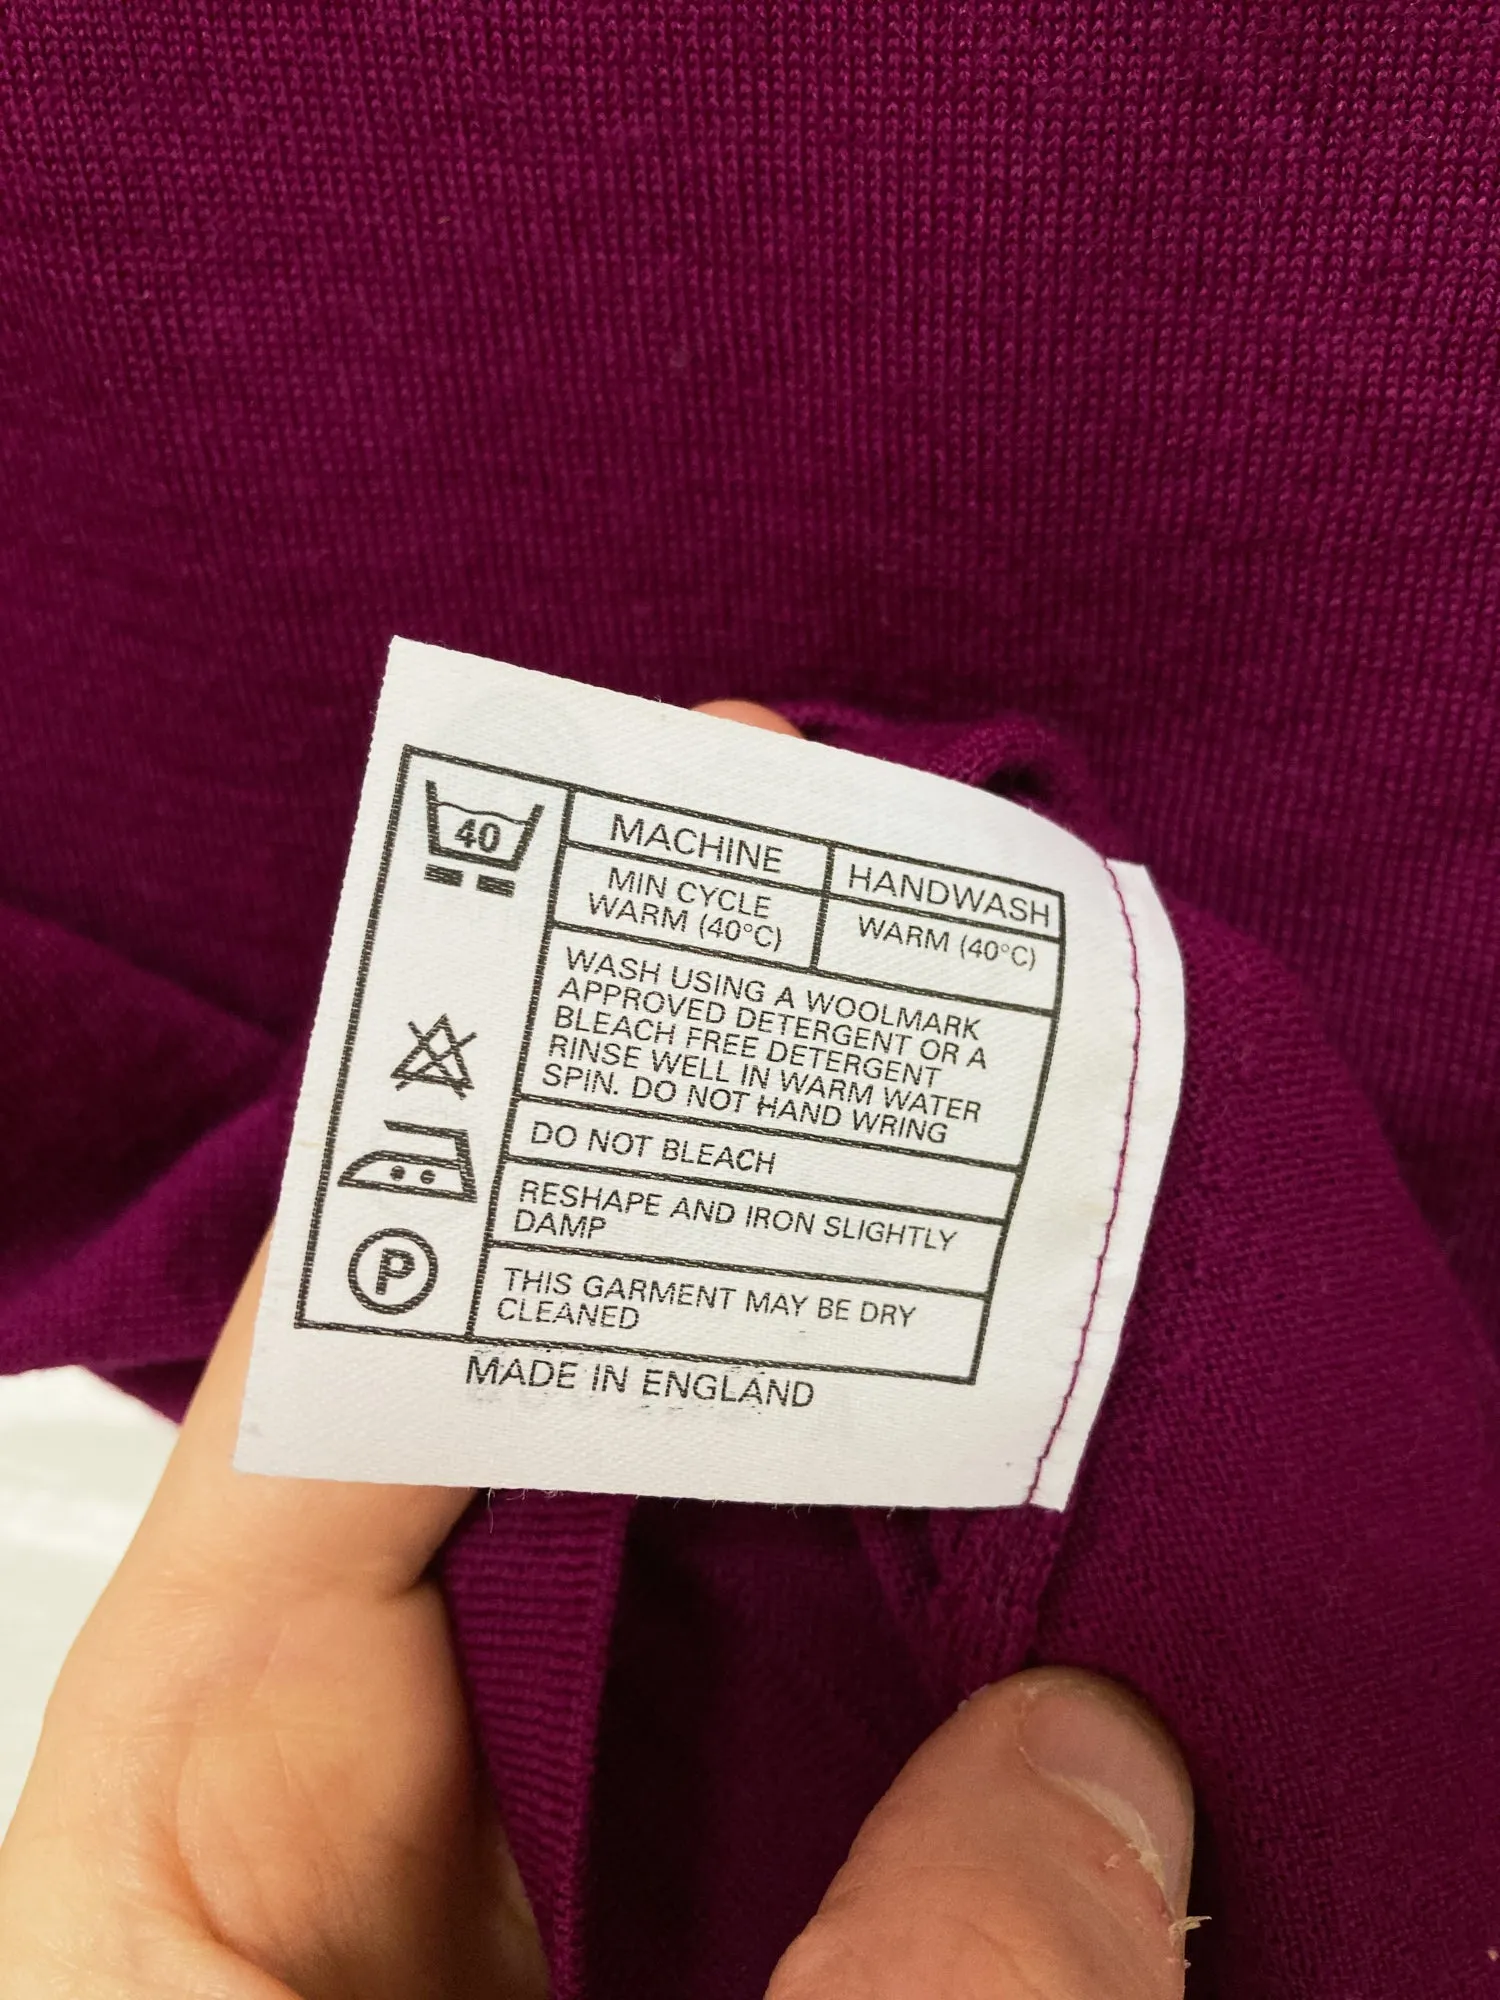 40
MACHINE
HANDWASH
MIN CYCLE
WARM (40°C)
WARM (40°C)
WASH USING A WOOLMARK
APPROVED DETERGENT OR A
BLEACH FREE DETERGENT
RINSE WELL IN WARM WATER
SPIN. DO NOT HAND WRING
DO NOT BLEACH
RESHAPE AND IRON SLIGHTLY
DAMP
P
THIS GARMENT MAY BE DRY
CLEANED
MADE IN ENGLAND